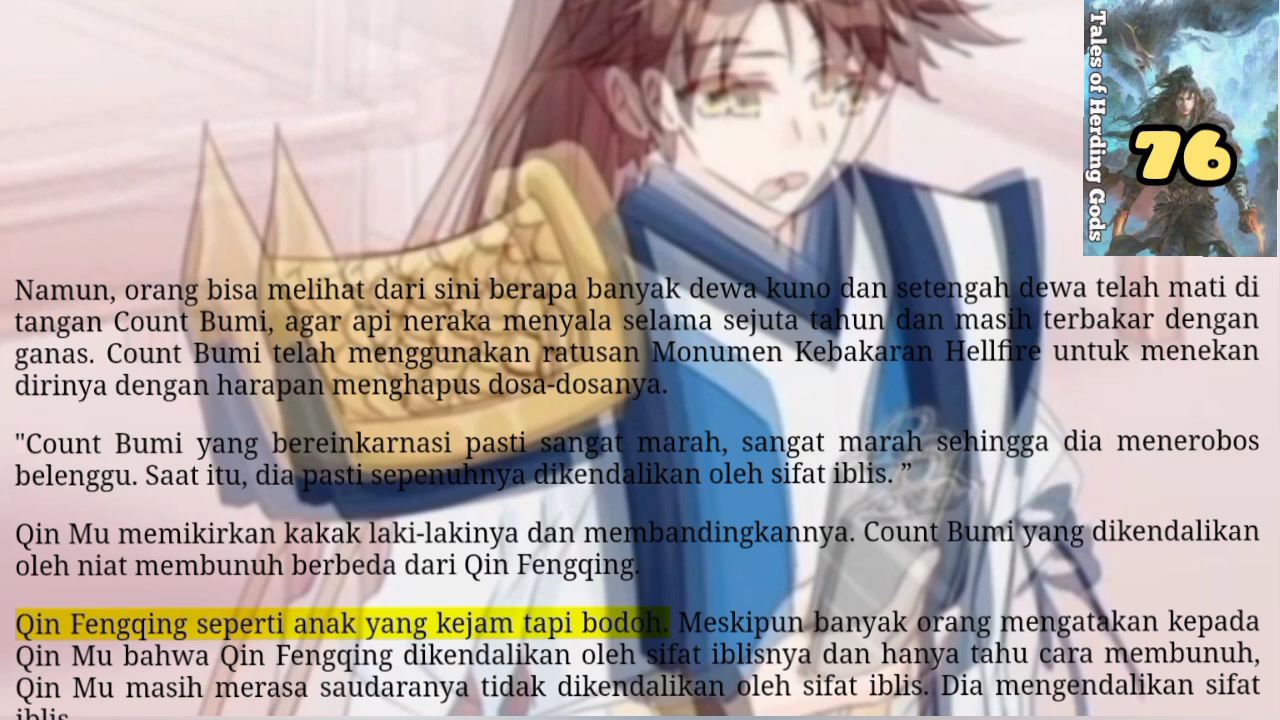 Tales of Herding Gods
76
Namun, orang bisa melihat dari sini berapa banyak dewa kuno dan setengah dewa telah mati di
tangan Count Bumi, agar api neraka menyala selama sejuta tahun dan masih terbakar dengan
ganas. Count Bumi telah menggunakan ratusan Monumen Kebakaran Hellfire untuk menekan
dirinya dengan harapan menghapus dosa-dosanya.
"Count Bumi yang bereinkarnasi pasti sangat marah, sangat marah sehingga dia menerobos
belenggu. Saat itu, dia pasti sepenuhnya dikendalikan oleh sifat iblis. ”
Qin Mu memikirkan kakak laki-lakinya dan membandingkannya. Count Bumi yang dikendalikan
oleh niat membunuh berbeda dari Qin Fengqing.
Qin Fengqing seperti anak yang kejam tapi bodoh. Meskipun banyak orang mengatakan kepada
Qin Mu bahwa Qin Fengqing dikendalikan oleh sifat iblisnya dan hanya tahu cara membunuh,
Qin Mu masih merasa saudaranya tidak dikendalikan oleh sifat iblis. Dia mengendalikan sifat
iblis